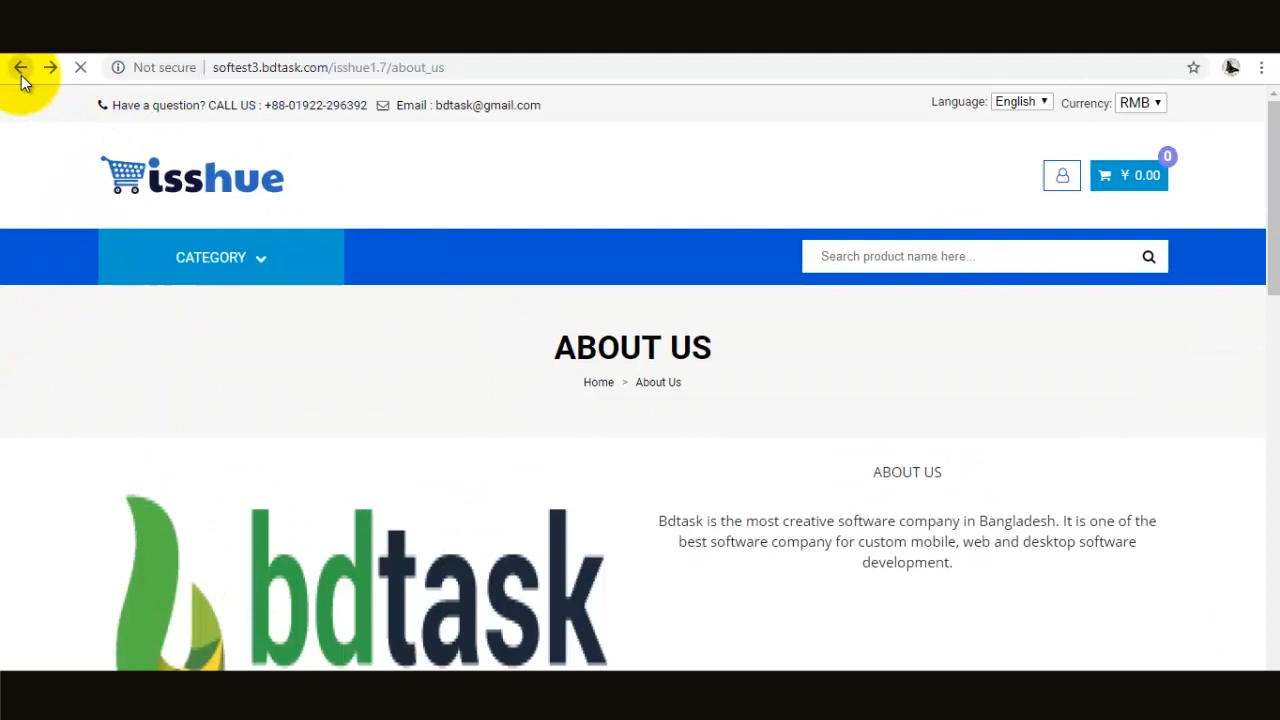 Not secure softest3.bdtask.com/isshue1.7/about_us
Have a question? CALL US : +88-01922-296392 Email : bdtask@gmail.com Language: English Currency: RMB
isshue
0
¥ 0.00
CATEGORY Search product name here...
ABOUT US
Home > About Us
ABOUT US
Bdtask is the most creative software company in Bangladesh. It is one of the
best software company for custom mobile, web and desktop software
development.
bdtask